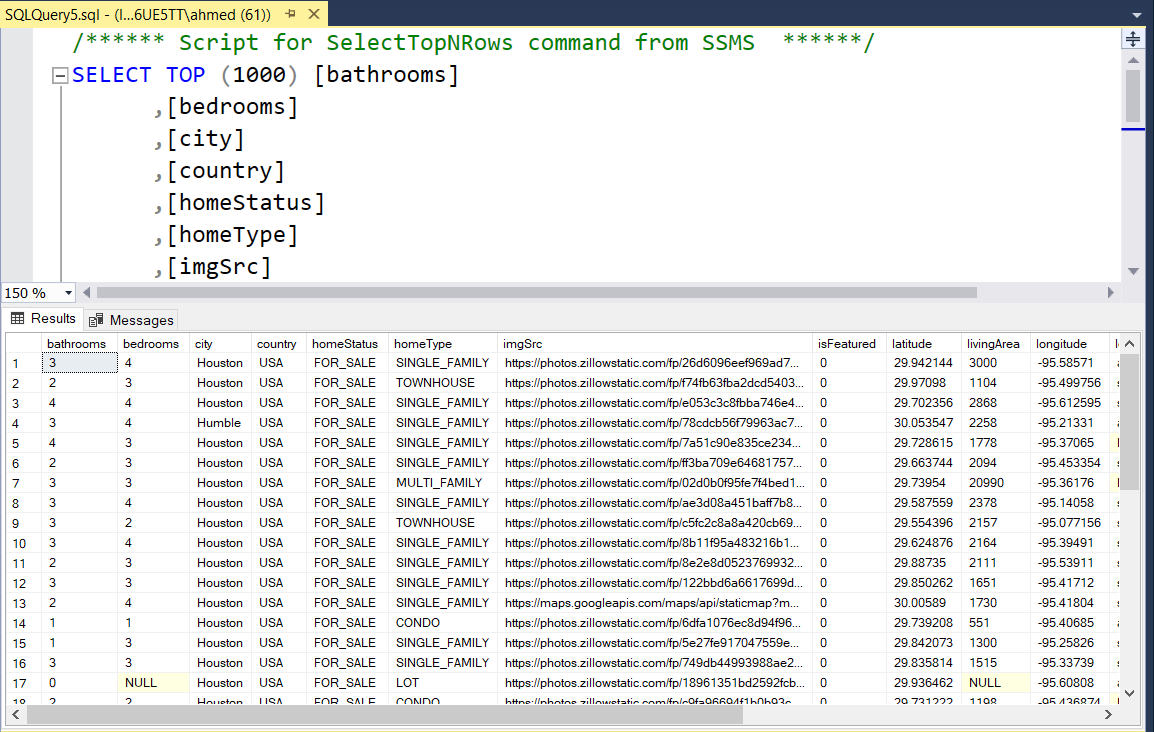 SQLQuery5.sql - (l...6UE5TT\ahmed (61))
/****** Script for SelectTopNRows command from SSMS  ******/
SELECT TOP (1000) [bathrooms]
,[bedrooms]
,[city]
,[country]
,[homeStatus]
,[homeType]
,[imgSrc]
150 %
Results Messages
bathrooms bedrooms city country homeStatus homeType imgSrc isFeatured latitude livingArea longitude
1 3 4 Houston USA FOR_SALE SINGLE_FAMILY https://photos.zillowstatic.com/fp/26d6096eef969ad7... 0 29.942144 3000 -95.58571
2 2 3 Houston USA FOR_SALE TOWNHOUSE https://photos.zillowstatic.com/fp/f74fb63fba2dcd5403... 0 29.97098 1104 -95.499756
3 4 4 Houston USA FOR_SALE SINGLE_FAMILY https://photos.zillowstatic.com/fp/e053c3c8fbba746e4... 0 29.702356 2868 -95.612595
4 3 4 Humble USA FOR_SALE SINGLE_FAMILY https://photos.zillowstatic.com/fp/78cdcb56f79963ac7... 0 30.053547 2258 -95.21331
5 4 3 Houston USA FOR_SALE SINGLE_FAMILY https://photos.zillowstatic.com/fp/7a51c90e835ce234... 0 29.728615 1778 -95.37065
6 2 3 Houston USA FOR_SALE SINGLE_FAMILY https://photos.zillowstatic.com/fp/ff3ba709e64681757... 0 29.663744 2094 -95.453354
7 3 3 Houston USA FOR_SALE MULTI_FAMILY https://photos.zillowstatic.com/fp/02d0b0f95fe7f4bed1... 0 29.73954 20990 -95.36176
8 3 4 Houston USA FOR_SALE SINGLE_FAMILY https://photos.zillowstatic.com/fp/ae3d08a451baff7b8... 0 29.587559 2378 -95.14058
9 3 2 Houston USA FOR_SALE TOWNHOUSE https://photos.zillowstatic.com/fp/c5fc2c8a8a420cb69... 0 29.554396 2157 -95.077156
10 3 4 Houston USA FOR_SALE SINGLE_FAMILY https://photos.zillowstatic.com/fp/8b11f95a483216b1... 0 29.624876 2164 -95.39491
11 2 3 Houston USA FOR_SALE SINGLE_FAMILY https://photos.zillowstatic.com/fp/8e2e8d0523769932... 0 29.88735 2111 -95.53911
12 3 3 Houston USA FOR_SALE SINGLE_FAMILY https://photos.zillowstatic.com/fp/122bbd6a6617699d... 0 29.850262 1651 -95.41712
13 2 4 Houston USA FOR_SALE SINGLE_FAMILY https://maps.googleapis.com/maps/api/staticmap?m... 0 30.00589 1730 -95.41804
14 1 1 Houston USA FOR_SALE CONDO https://photos.zillowstatic.com/fp/6dfa1076ec8d94f96... 0 29.739208 551 -95.40685
15 1 3 Houston USA FOR_SALE SINGLE_FAMILY https://photos.zillowstatic.com/fp/5e27fe917047559e... 0 29.842073 1300 -95.25826
16 3 3 Houston USA FOR_SALE SINGLE_FAMILY https://photos.zillowstatic.com/fp/749db44993988ae2... 0 29.835814 1515 -95.33739
17 0 NULL Houston USA FOR_SALE LOT https://photos.zillowstatic.com/fp/18961351bd2592fcb... 0 29.936462 NULL -95.60808
18 2 2 Houston USA FOR_SALE CONDO https://photos.zillowstatic.com/fp/c9fa96694f1b0b93c... 0 29.731222 1198 -95.436874